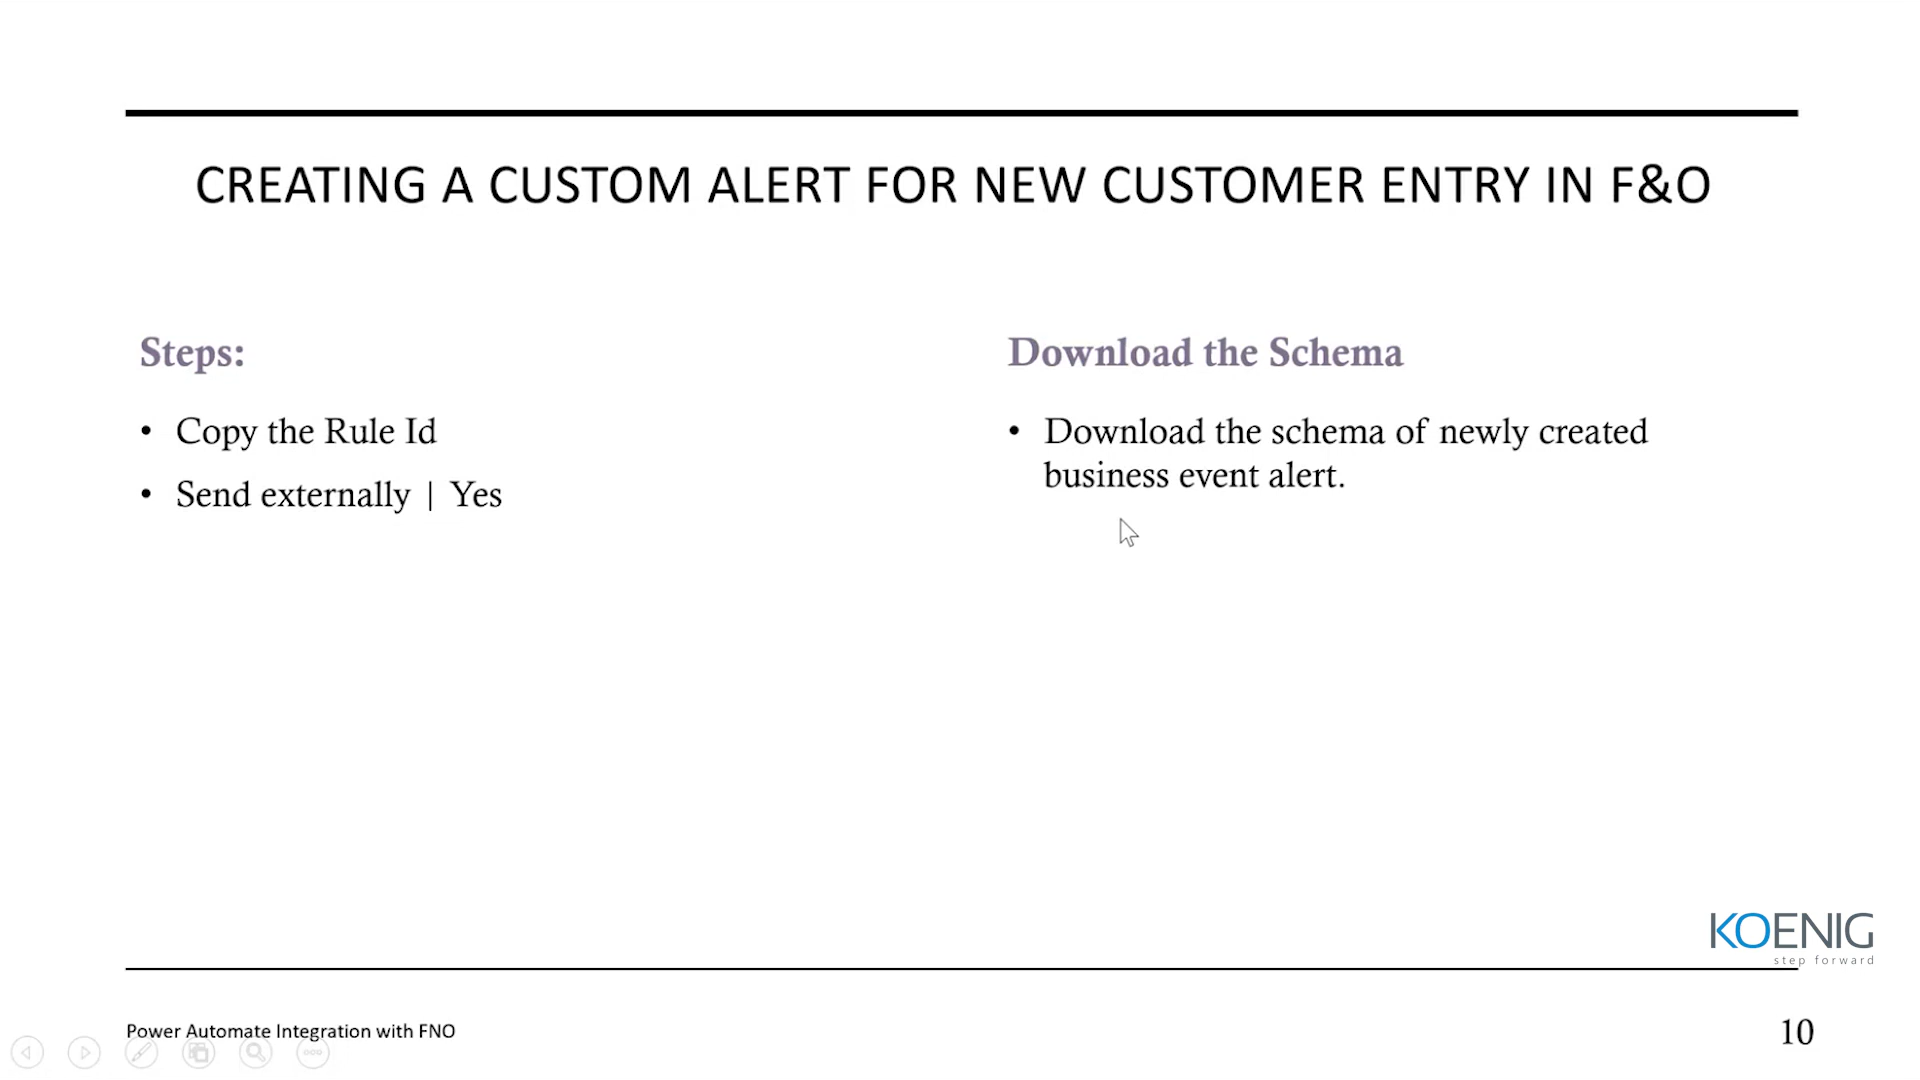 CREATING A CUSTOM ALERT FOR NEW CUSTOMER ENTRY IN F&O
Steps:
• Copy the Rule Id
• Send externally | Yes
Download the Schema
• Download the schema of newly created
business event alert.
KOENIG
step forward
Power Automate Integration with FNO
10